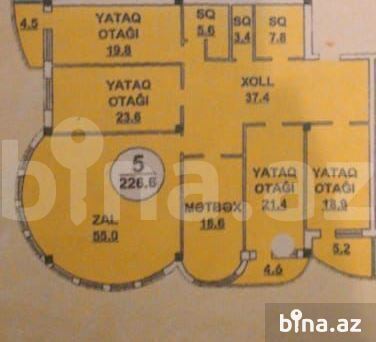 4.5
YATAQ
OTAĞI
19.8
SQ
5.6
3.4
SQ
7.8
YATAQ
OTAĞI
23.6
XOLL
37.4
5
226.6
ZAL
55.0
MƏTBƏX
16.6
YATAQ
OTAĞI
21.4
YATAQ
OTAĞI
18.9
4.6
5.2
bina.az
bina.az